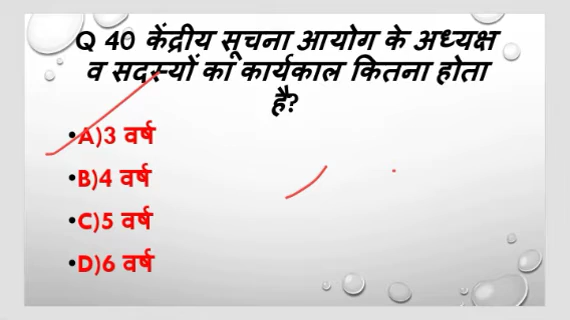 Q 40 केंद्रीय सूचना आयोग के अध्यक्ष
व सदस्यों का कार्यकाल कितना होता
है?
•A)3 वर्ष
•B)4 वर्ष
•C)5 वर्ष
•D)6 वर्ष